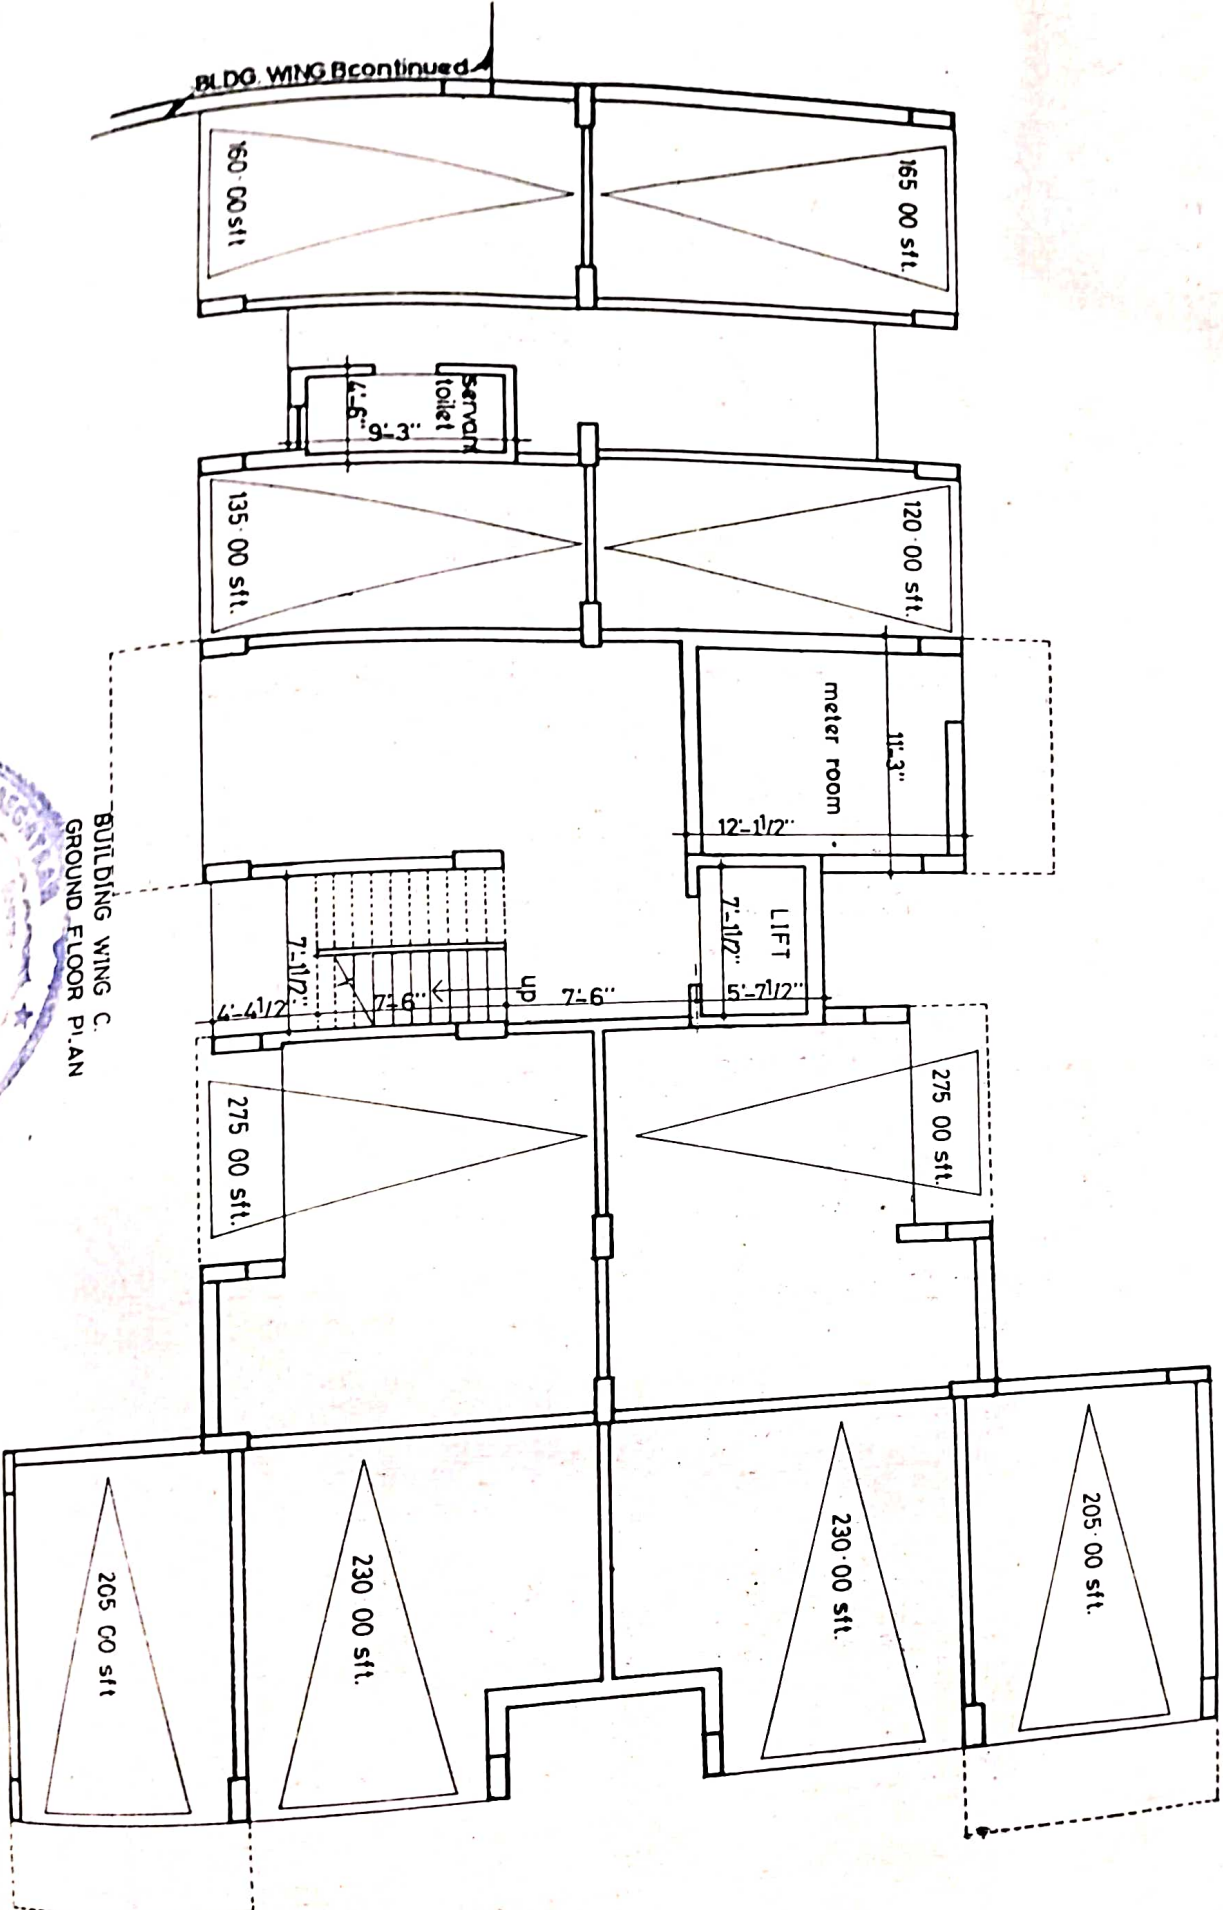 BLDG. WING B continued
160·00 sft
165 00 sft.
servant
toilet
4'-6"
9'-3"
135·00 sft.
120·00 sft.
meter room
11'-3"
12'-1 1/2"
LIFT
7'-1 1/2"
5'-7 1/2"
up
7'-6"
7'-6"
7'-1 1/2"
4'-4 1/2"
BUILDING WING C.
GROUND FLOOR PLAN
275 00 sft.
275 00 sft.
205 00 sft
230 00 sft.
230·00 sft.
205·00 sft.